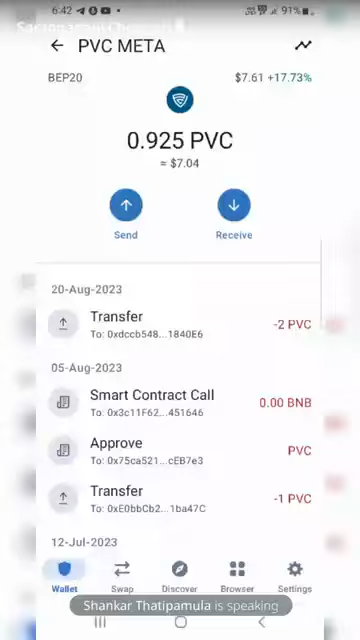 6:42
91%
PVC META
BEP20
$7.61 +17.73%
0.925 PVC
≈ $7.04
Send
Receive
20-Aug-2023
Transfer
-2 PVC
To: 0xdccb548...1840E6
05-Aug-2023
Smart Contract Call
0.00 BNB
To: 0x3c11F62...451646
Approve
PVC
To: 0x75ca521...cEB7e3
Transfer
-1 PVC
To: 0xE0bbCb2...1ba47C
12-Jul-2023
Wallet
Swap
Discover
Browser
Settings
Shankar Thatipamula is speaking